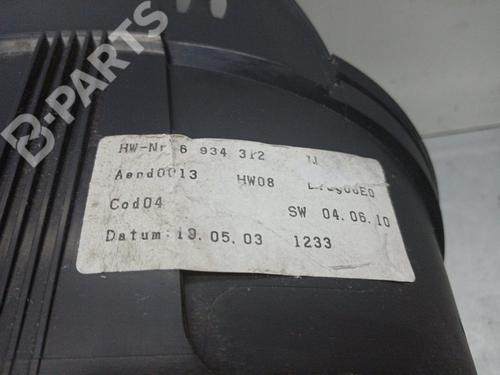 B-PARTS
HW-Nr 6 934 312
Aend0013 HW08
Cod04 SW 04.06.10
Datum: 19.05.03 1233